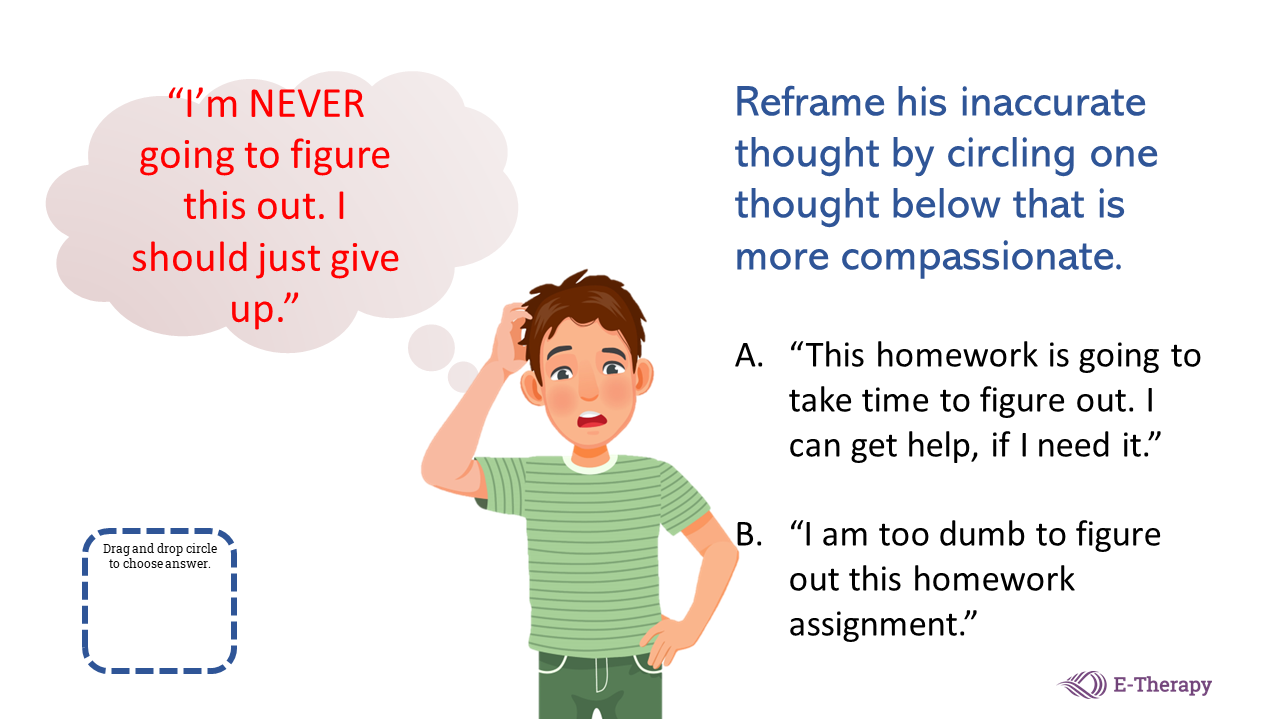 “I’m NEVER
going to figure
this out. I
should just give
up.”
Reframe his inaccurate
thought by circling one
thought below that is
more compassionate.
A. “This homework is going to
take time to figure out. I
can get help, if I need it.”
B. “I am too dumb to figure
out this homework
assignment.”
Drag and drop circle
to choose answer.
E-Therapy